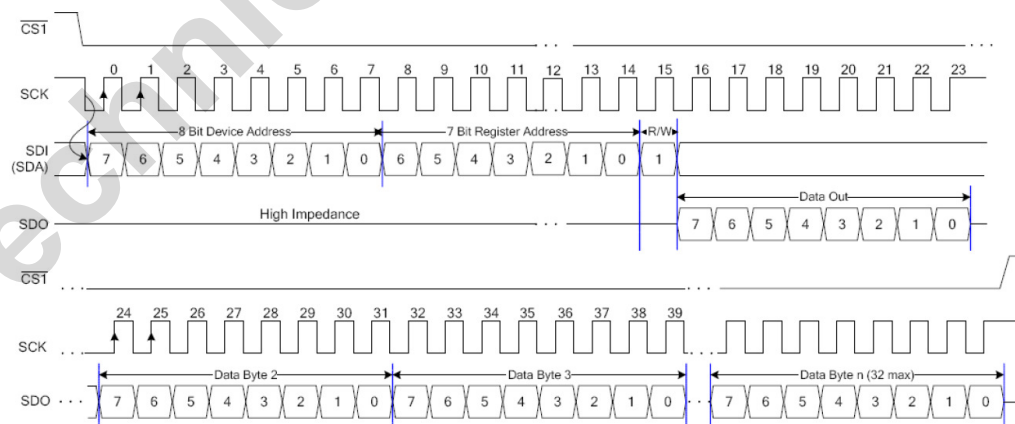 echni
CS1
0 1 2 3 4 5 6 7 8 9 10 11 12 13 14 15 16 17 18 19 20 21 22 23
SCK
8 Bit Device Address 7 Bit Register Address R/W
SDI
(SDA)
7 6 5 4 3 2 1 0 6 5 4 3 2 1 0 1
Data Out
High Impedance
SDO
7 6 5 4 3 2 1 0
CS1
24 25 26 27 28 29 30 31 32 33 34 35 36 37 38 39
SCK
Data Byte 2 Data Byte 3 Data Byte n (32 max)
SDO
7 6 5 4 3 2 1 0 7 6 5 4 3 2 1 0 7 6 5 4 3 2 1 0